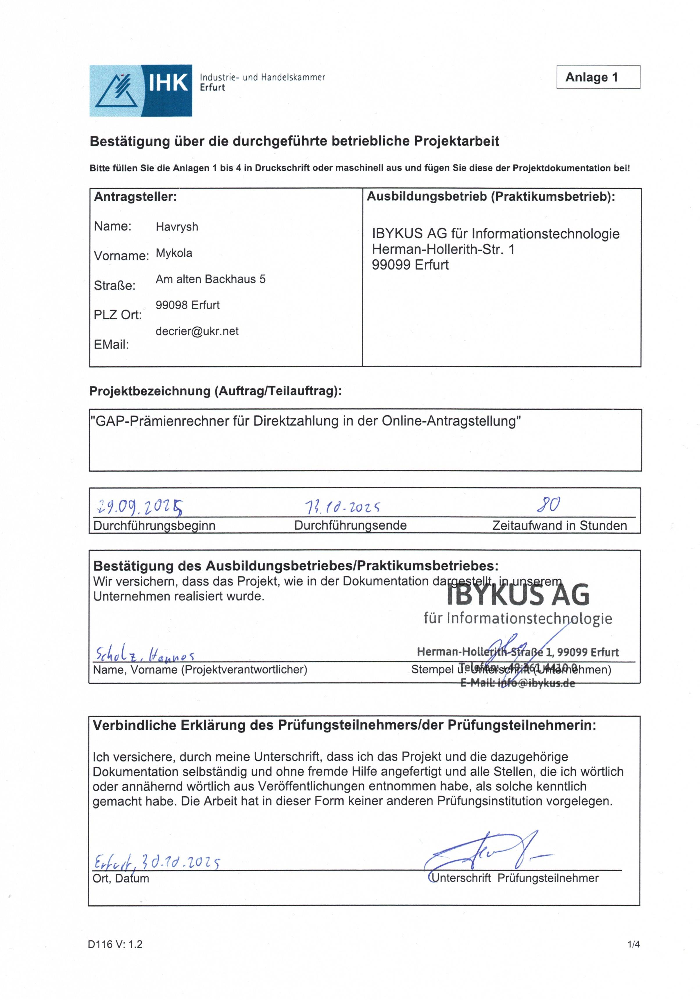 IHK
Industrie- und Handelskammer
Erfurt
Anlage 1
Bestätigung über die durchgeführte betriebliche Projektarbeit
Bitte füllen Sie die Anlagen 1 bis 4 in Druckschrift oder maschinell aus und fügen Sie diese der Projektdokumentation bei!
Antragsteller:
Name: Havrysh
Vorname: Mykola
Straße: Am alten Backhaus 5
PLZ Ort: 99098 Erfurt
EMail: decrier@ukr.net
Ausbildungsbetrieb (Praktikumsbetrieb):
IBYKUS AG für Informationstechnologie
Herman-Hollerith-Str. 1
99099 Erfurt
Projektbezeichnung (Auftrag/Teilauftrag):
"GAP-Prämienrechner für Direktzahlung in der Online-Antragstellung"
29.09.2025 13.10.2025 80
Durchführungsbeginn Durchführungsende Zeitaufwand in Stunden
Bestätigung des Ausbildungsbetriebes/Praktikumsbetriebes:
Wir versichern, dass das Projekt, wie in der Dokumentation dargestellt, in unserem
Unternehmen realisiert wurde.
IBYKUS AG
für Informationstechnologie
Herman-Hollerith-Straße 1, 99099 Erfurt
Telefon: +49 361 4410 0
E-Mail: info@ibykus.de
Scholz, Hannes
Name, Vorname (Projektverantwortlicher) Stempel u. Unterschrift (Unternehmen)
Verbindliche Erklärung des Prüfungsteilnehmers/der Prüfungsteilnehmerin:
Ich versichere, durch meine Unterschrift, dass ich das Projekt und die dazugehörige
Dokumentation selbständig und ohne fremde Hilfe angefertigt und alle Stellen, die ich wörtlich
oder annähernd wörtlich aus Veröffentlichungen entnommen habe, als solche kenntlich
gemacht habe. Die Arbeit hat in dieser Form keiner anderen Prüfungsinstitution vorgelegen.
Erfurt, 30.10.2025
Ort, Datum Unterschrift Prüfungsteilnehmer
D116 V: 1.2 1/4